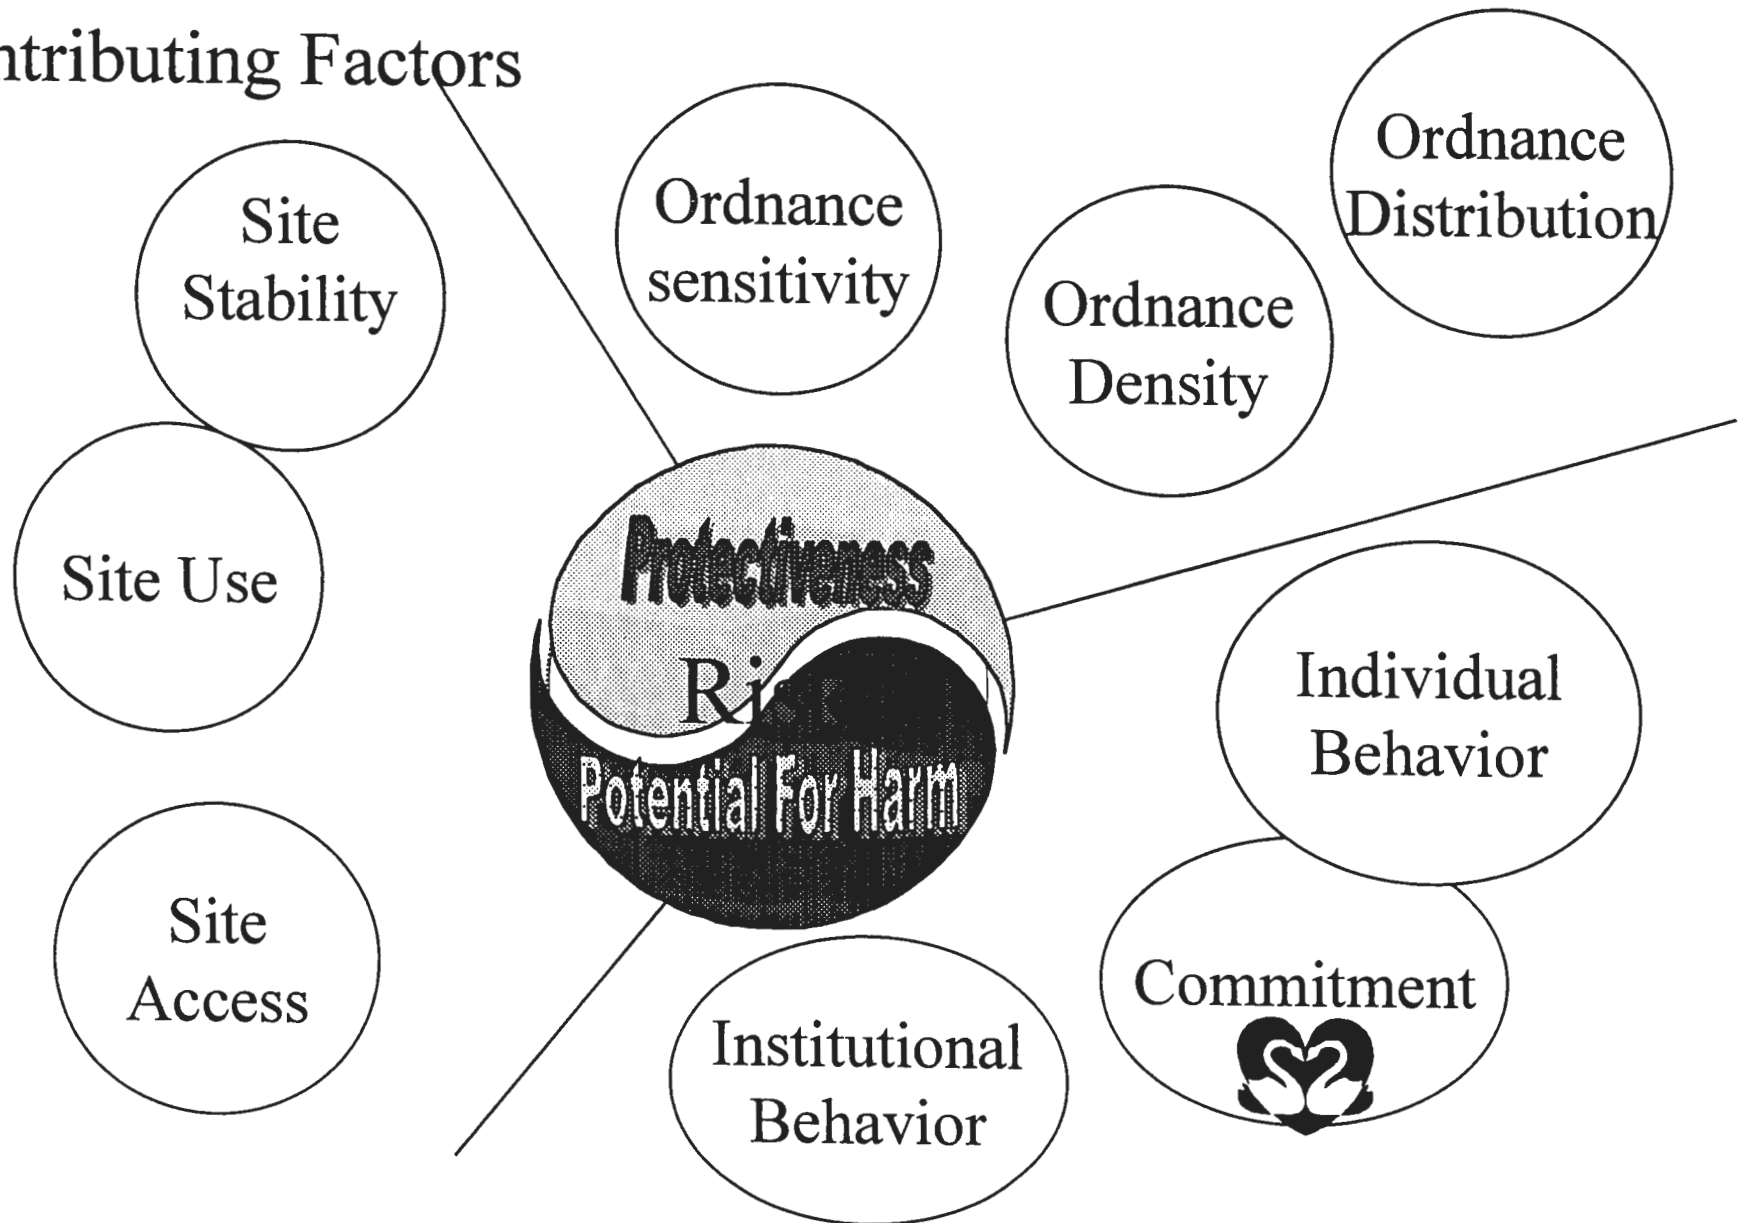 ntributing Factors
Site
Stability
Ordnance
sensitivity
Ordnance
Density
Ordnance
Distribution
Site Use
Protectiveness
Risk
Potential For Harm
Individual
Behavior
Site
Access
Commitment
Institutional
Behavior